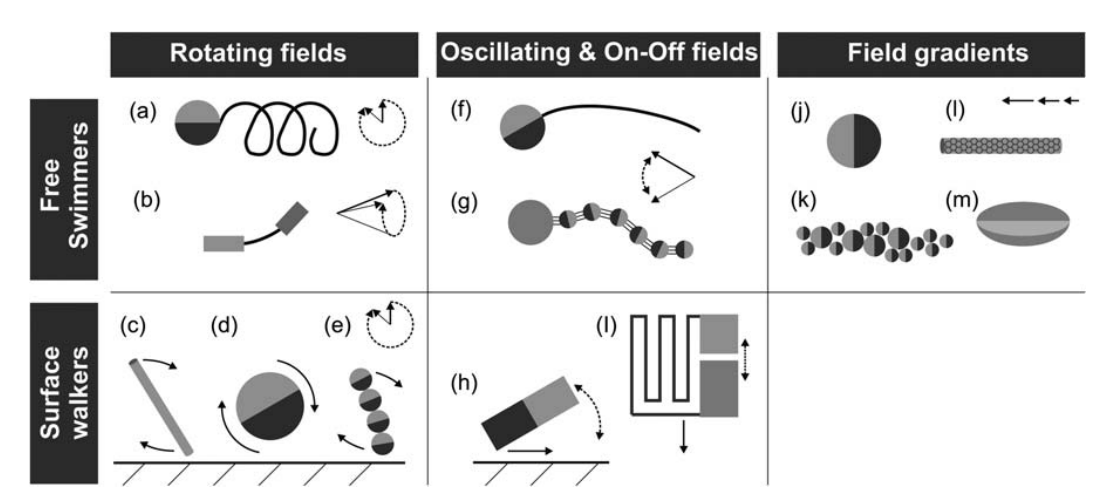 Rotating fields
Oscillating & On-Off fields
Field gradients
Free
Swimmers
(a)
(f)
(j)
(l)
(b)
(g)
(k)
(m)
Surface
walkers
(c)
(d)
(e)
(h)
(I)